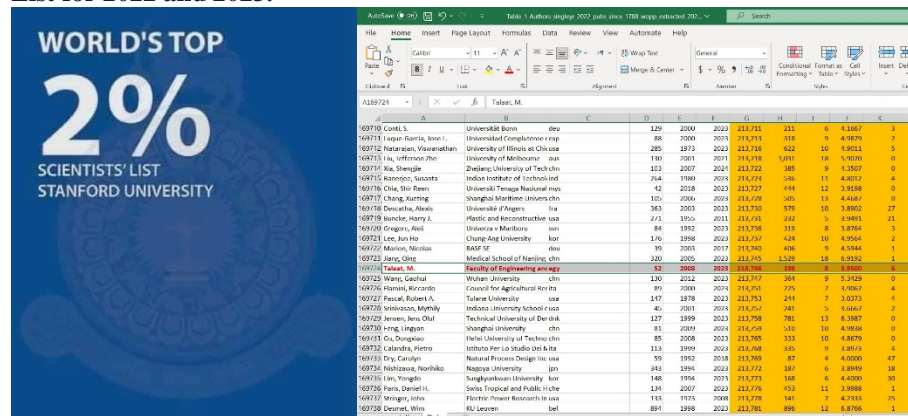 List for 2022 and 2023.
WORLD'S TOP
2%
SCIENTISTS' LIST
STANFORD UNIVERSITY
AutoSave Off Table_1_Authors_singleyr_2022_pubs_since_1788_wopp_extracted_202... Search
File Home Insert Page Layout Formulas Data Review View Automate Help
Paste Calibri 11 Wrap Text General Conditional Formatting Format as Table Cell Styles Insert
B I U Merge & Center $ % 9
Clipboard Font Alignment Number Styles
A169724 fx Talaat, M.
A B C D E F G H I J K
169710 Conti, S. Universität Bonn deu 129 2000 2023 213,711 211 6 4.1667 3
169711 Luque-Garcia, Jose L. Universidad Complutense esp 88 2000 2023 213,713 318 9 4.9829 2
169712 Natarajan, Viswanathan University of Illinois at Chic usa 285 1973 2023 213,716 622 10 4.9011 5
169713 Liu, Jefferson Zhe University of Melbourne aus 130 2001 2023 213,718 1,031 18 5.9020 0
169714 Xia, Shengjie Zhejiang University of Tech chn 103 2007 2024 213,722 385 9 4.3507 0
169715 Banerjee, Susanta Indian Institute of Technol ind 264 1980 2023 213,723 536 11 4.8012 4
169716 Chia, Shir Reen Universiti Tenaga Nasional mys 42 2018 2023 213,727 444 12 3.9198 0
169717 Chang, Xueting Shanghai Maritime Univers chn 105 2006 2023 213,728 505 13 4.4687 0
169718 Descatha, Alexis Université d'Angers fra 363 2003 2023 213,730 579 10 3.8902 27
169719 Buncke, Harry J. Plastic and Reconstructive usa 271 1955 2011 213,731 232 5 3.9491 21
169720 Gregorc, Aleš Univerza v Mariboru svn 84 1992 2023 213,736 319 8 3.8764 3
169721 Lee, Jun Ho Chung-Ang University kor 176 1998 2023 213,737 424 10 4.9564 2
169722 Marion, Nicolas BASF SE deu 39 2003 2017 213,740 406 9 4.5944 1
169723 Jiang, Qing Medical School of Nanjing chn 320 2005 2023 213,745 1,529 18 6.9192 1
169724 Talaat, M. Faculty of Engineering an egy 52 2008 2023 213,746 198 8 3.9500 6
169725 Wang, Gaohui Wuhan University chn 130 2012 2023 213,747 364 9 5.3429 0
169726 Flamini, Riccardo Council for Agricultural Re ita 89 2000 2023 213,751 225 7 3.9067 4
169727 Pascal, Robert A. Tulane University usa 147 1978 2023 213,753 244 7 3.0373 4
169728 Srinivasan, Mythily Indiana University School c usa 45 2001 2023 213,757 241 5 3.6667 2
169729 Jensen, Jens Oluf Technical University of Der dnk 127 1999 2023 213,758 781 13 6.3987 0
169730 Feng, Lingyan Shanghai University chn 81 2009 2023 213,759 510 10 4.9838 0
169731 Gu, Dongxiao Hefei University of Techno chn 85 2008 2023 213,765 333 10 4.8679 0
169732 Calandra, Pietro Istituto Per Lo Studio Dei M ita 113 1999 2023 213,768 335 9 3.8973 4
169733 Dry, Carolyn Natural Process Design Inc usa 59 1992 2018 213,769 87 4 4.0000 47
169734 Nishizawa, Norihiko Nagoya University jpn 343 1994 2023 213,772 187 6 3.8949 18
169735 Lim, Yongdo Sungkyunkwan University kor 148 1994 2023 213,773 168 6 4.4000 30
169736 Paris, Daniel H. Swiss Tropical and Public H che 134 2007 2023 213,776 453 11 3.9988 1
169737 Stringer, John Electric Power Research In usa 133 1973 2008 213,778 141 7 4.2333 25
169738 Desmet, Wim KU Leuven bel 894 1998 2023 213,781 896 12 6.8766 1